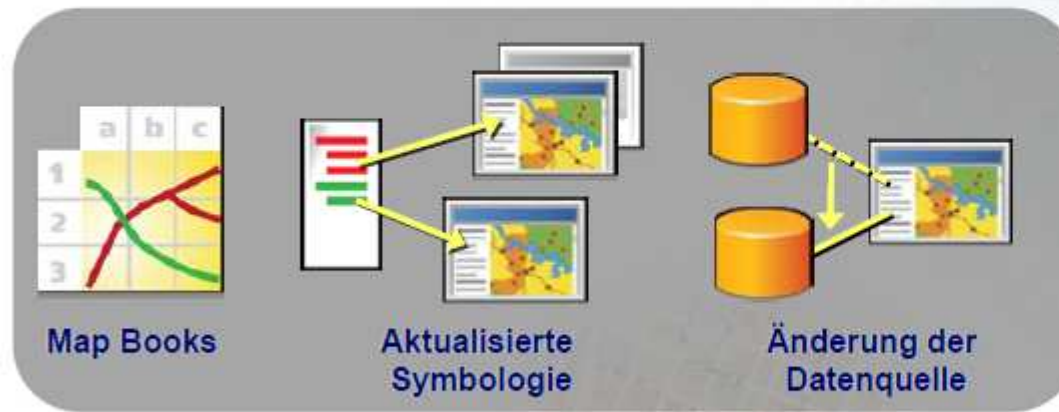 a b c
1
2
3
Map Books
Aktualisierte
Symbologie
Änderung der
Datenquelle